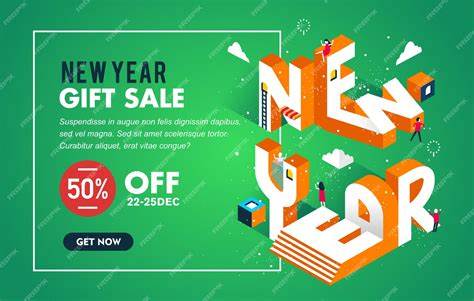 NEW YEAR
GIFT SALE
Suspendisse in augue non felis dignissim dapibus,
sed vel magna. Sed sit amet scelerisque tortor.
Curabitur aliquet, erat vitae congue?
50%
OFF
22-25DEC
GET NOW
NEW
YEAR